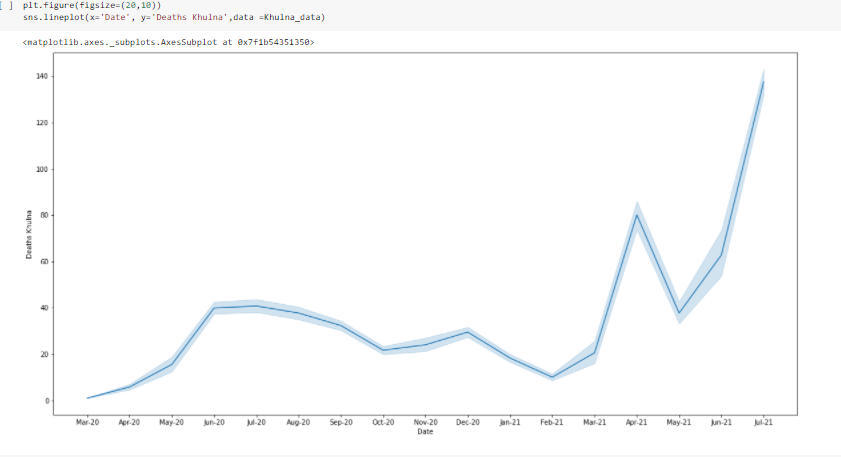 [ ] plt.figure(figsize=(20,10))
sns.lineplot(x='Date', y='Deaths Khulna',data =Khulna_data)
<matplotlib.axes._subplots.AxesSubplot at 0x7f1b54351350>
140
120
100
80
60
40
20
0
Deaths Khulna
Mar-20 Apr-20 May-20 Jun-20 Jul-20 Aug-20 Sep-20 Oct-20 Nov-20 Dec-20 Jan-21 Feb-21 Mar-21 Apr-21 May-21 Jun-21 Jul-21
Date